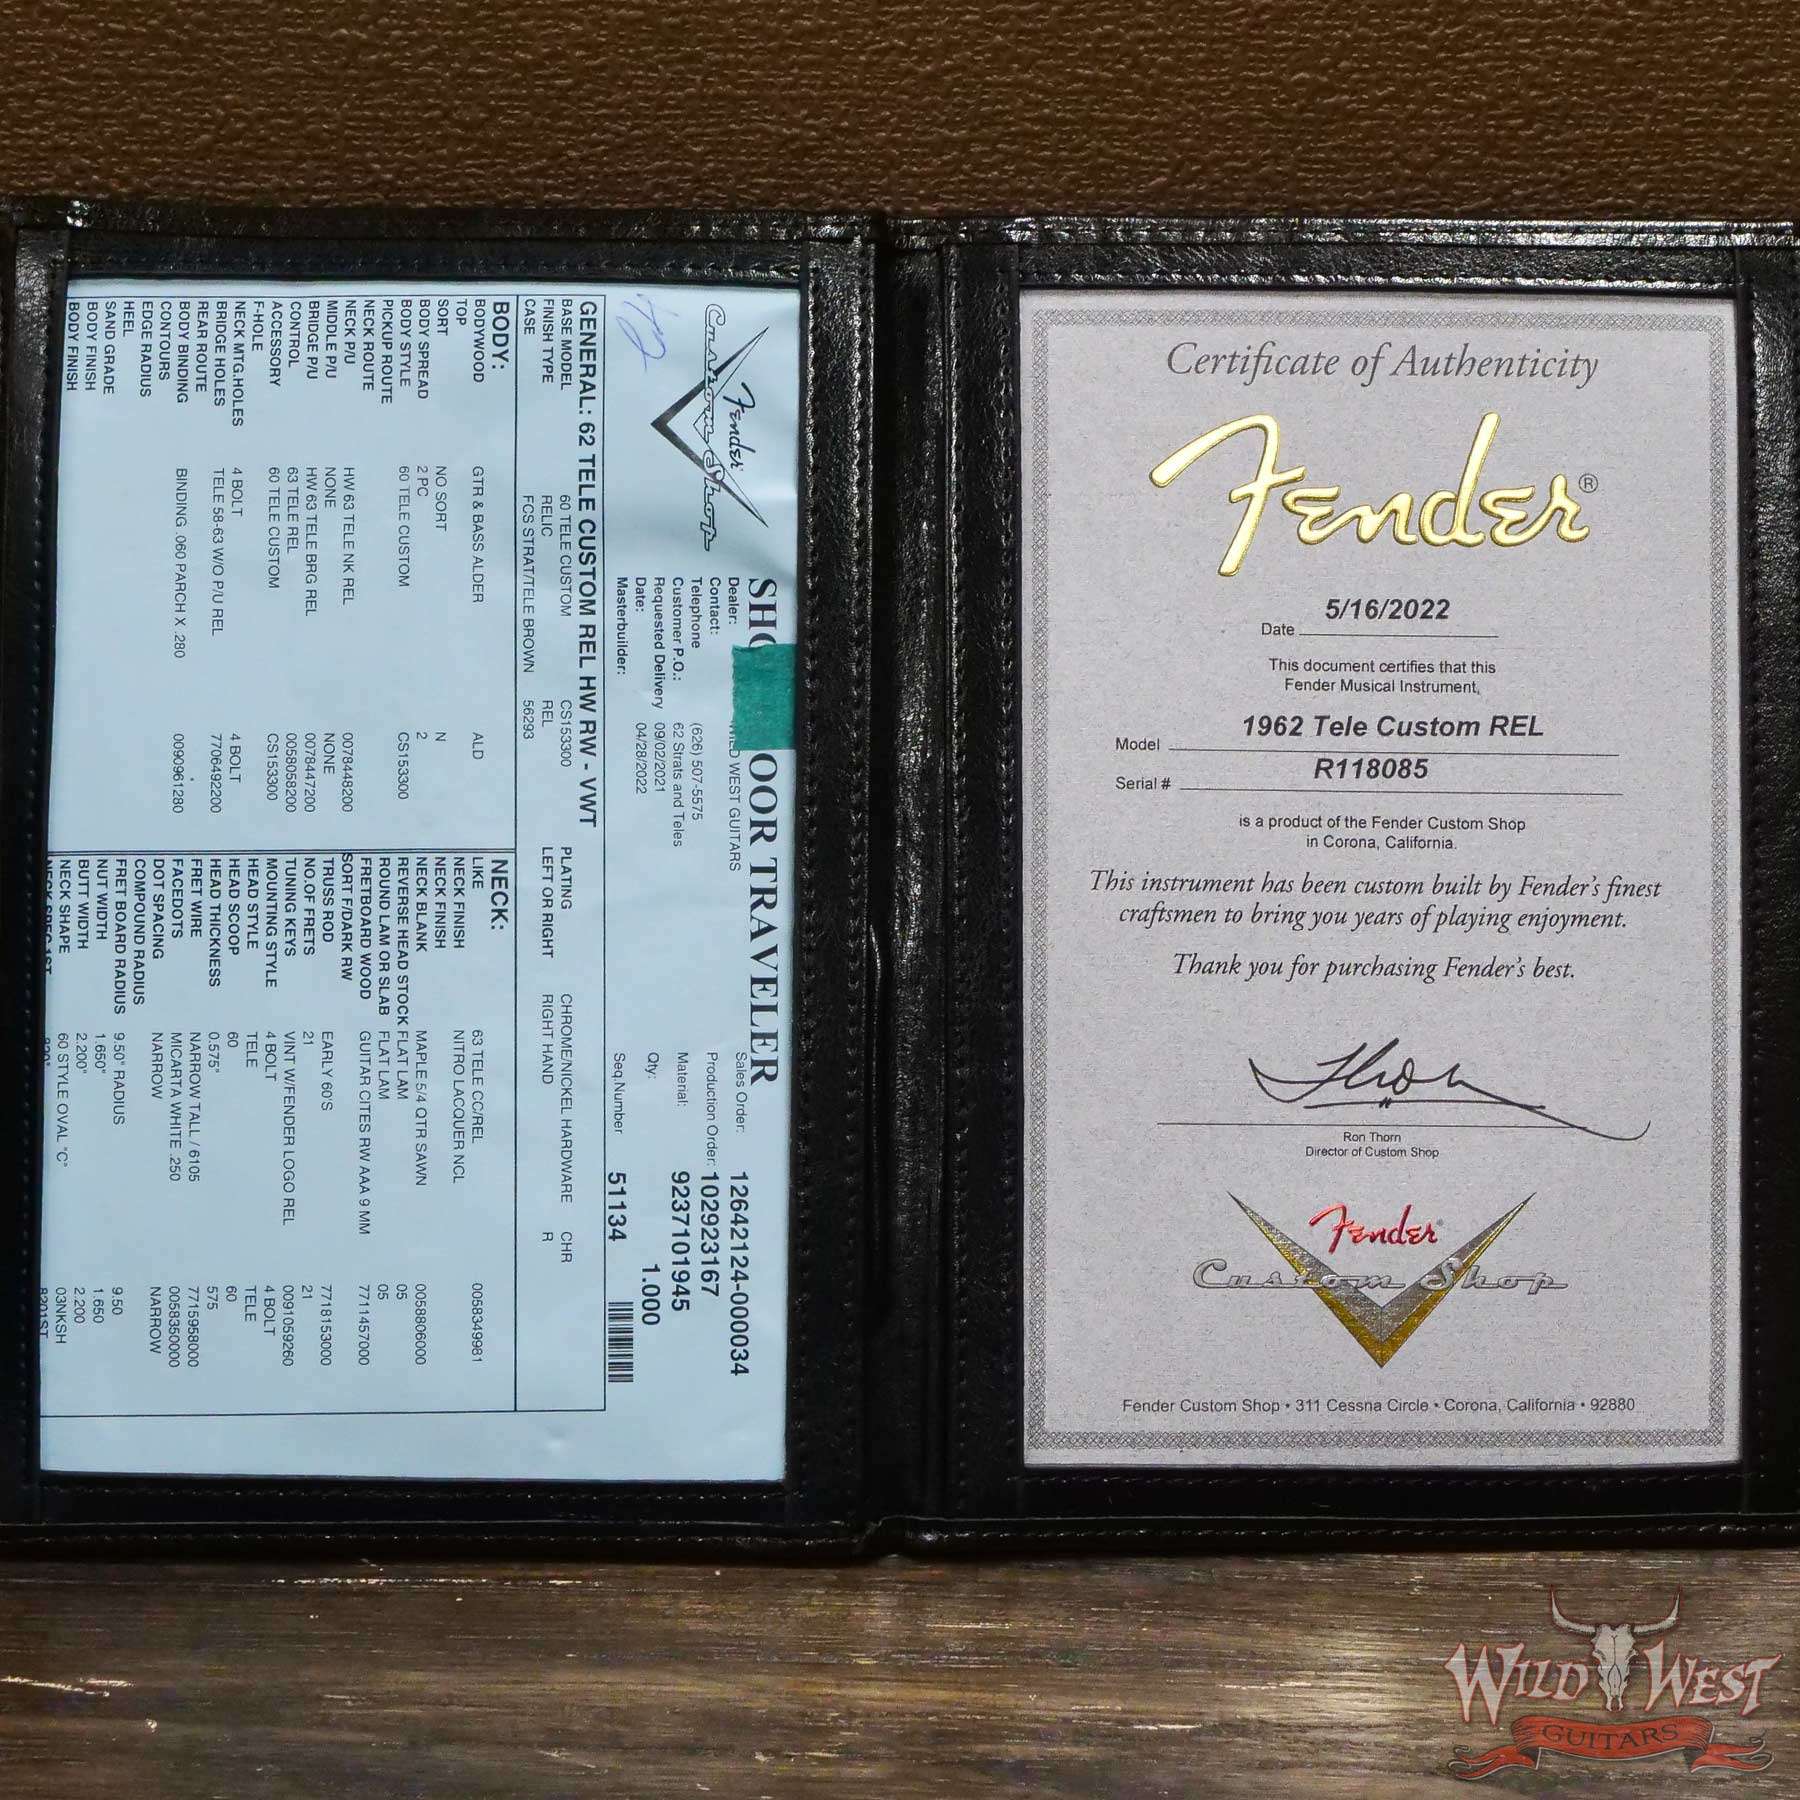 Fender
Custom Shop
SHO OOR TRAVELER
Dealer: WILD WEST GUITARS
Contact:
Telephone (626) 507-5575
Customer P.O.: 62 Strats and Teles
Requested Delivery 09/02/2021
Date: 04/28/2022
Masterbuilder:
Sales Order: 12642124-000034
Production Order: 102923167
Material: 9237101945
Qty: 1.000
Seq.Number 51134
GENERAL: 62 TELE CUSTOM REL HW RW - VWT
BASE MODEL 60 TELE CUSTOM CS153300 PLATING CHROME/NICKEL HARDWARE CHR
FINISH TYPE RELIC REL LEFT OR RIGHT RIGHT HAND R
CASE FCS STRAT/TELE BROWN 56293
BODY:
BODYWOOD GTR & BASS ALDER ALD
TOP
SORT NO SORT N
BODY SPREAD 2 PC 2
BODY STYLE 60 TELE CUSTOM CS153300
PICKUP ROUTE
NECK ROUTE
NECK P/U HW 63 TELE NK REL 0078448200
MIDDLE P/U NONE NONE
BRIDGE P/U HW 63 TELE BRG REL 0078447200
CONTROL 63 TELE REL 0058058200
ACCESSORY 60 TELE CUSTOM CS153300
F-HOLE
NECK MTG.HOLES 4 BOLT 4 BOLT
BRIDGE HOLES TELE 58-63 W/O P/U REL 7706492200
REAR ROUTE
BODY BINDING BINDING .060 PARCH X .280 0090961280
CONTOURS
EDGE RADIUS
HEEL
SAND GRADE
BODY FINISH
BODY FINISH
NECK:
LIKE 63 TELE CC/REL 0058349981
NECK FINISH NITRO LACQUER NCL
NECK FINISH
NECK BLANK MAPLE 5/4 QTR SAWN 0058806000
REVERSE HEAD STOCK FLAT LAM 05
ROUND LAM OR SLAB FLAT LAM 05
FRETBOARD WOOD GUITAR CITES RW AAA 9 MM 7711457000
SORT F/DARK RW
TRUSS ROD EARLY 60'S 7718153000
NO.OF FRETS 21 21
TUNING KEYS VINT W/FENDER LOGO REL 0091059260
MOUNTING STYLE 4 BOLT 4 BOLT
HEAD STYLE TELE TELE
HEAD SCOOP 60 60
HEAD THICKNESS 0.575" 575
FRET WIRE NARROW TALL / 6105 7715958000
FACEDOTS MICARTA WHITE .250 0058350000
DOT SPACING NARROW NARROW
COMPOUND RADIUS
FRET BOARD RADIUS 9.50" RADIUS 9.50
NUT WIDTH 1.650" 1.650
BUTT WIDTH 2.200" 2.200
NECK SHAPE 60 STYLE OVAL "C" 03NKSH
NECK SPEC 1ST .820" 8201ST
Certificate of Authenticity
Fender®
Date 5/16/2022
This document certifies that this
Fender Musical Instrument,
Model 1962 Tele Custom REL
Serial # R118085
is a product of the Fender Custom Shop
in Corona, California.
This instrument has been custom built by Fender's finest
craftsmen to bring you years of playing enjoyment.
Thank you for purchasing Fender's best.
Ron Thorn
Director of Custom Shop
Fender
Custom Shop
Fender Custom Shop • 311 Cessna Circle • Corona, California • 92880
WILD WEST
GUITARS